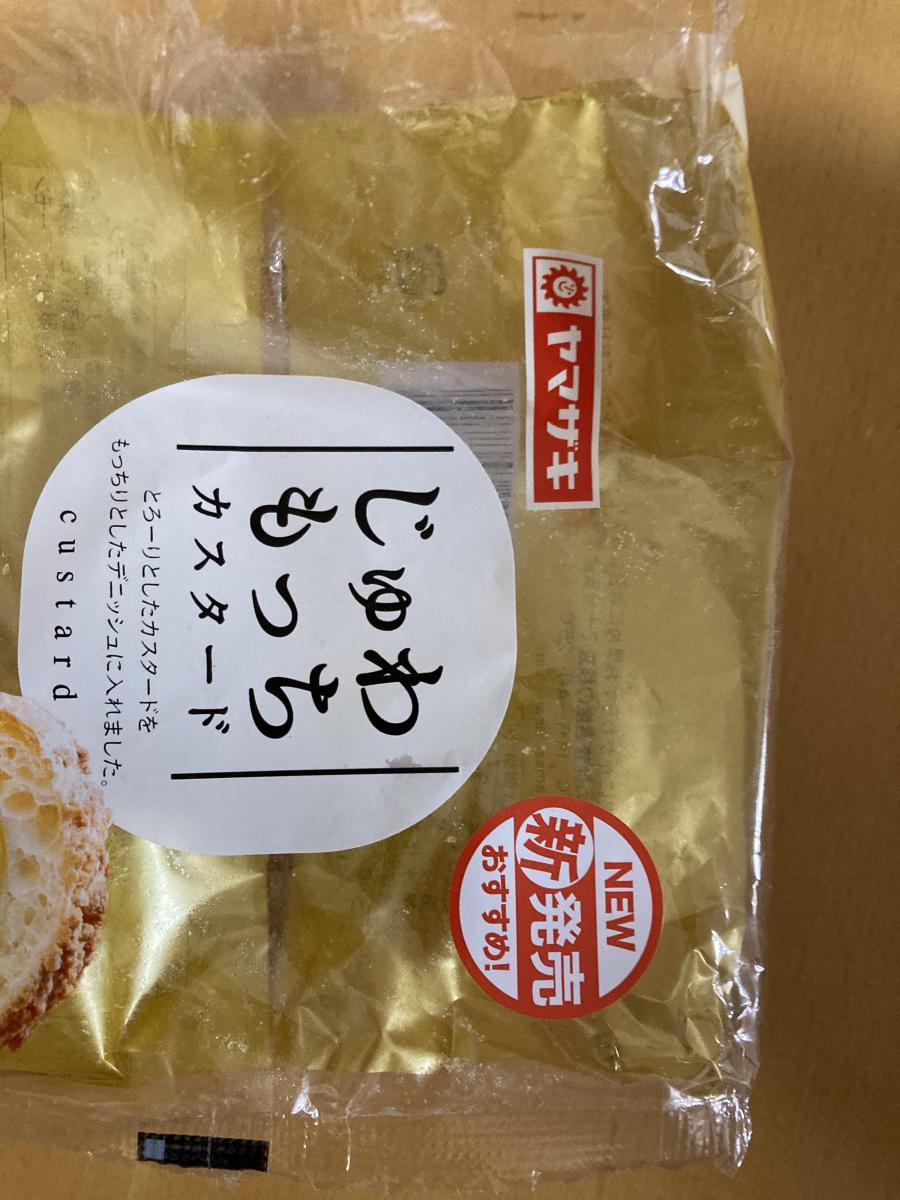 ヤマザキ
じゅわ
もっち
カスタード
とろーりとしたカスタードを
もっちりとしたデニッシュに入れました。
custard
NEW
新発売
おすすめ!